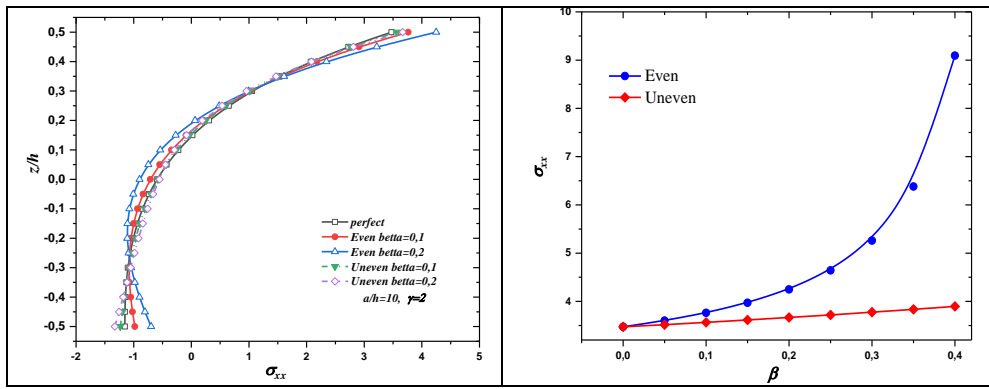 0,5
0,4
0,3
0,2
0,1
0,0
-0,1
-0,2
-0,3
-0,4
-0,5
z/h
perfect
Even betta=0,1
Even betta=0,2
Uneven betta=0,1
Uneven betta=0,2
a/h=10, γ=2
-2 -1 0 1 2 3 4 5
σxx
10
9
8
7
6
5
4
3
σxx
Even
Uneven
0,0 0,1 0,2 0,3 0,4
β